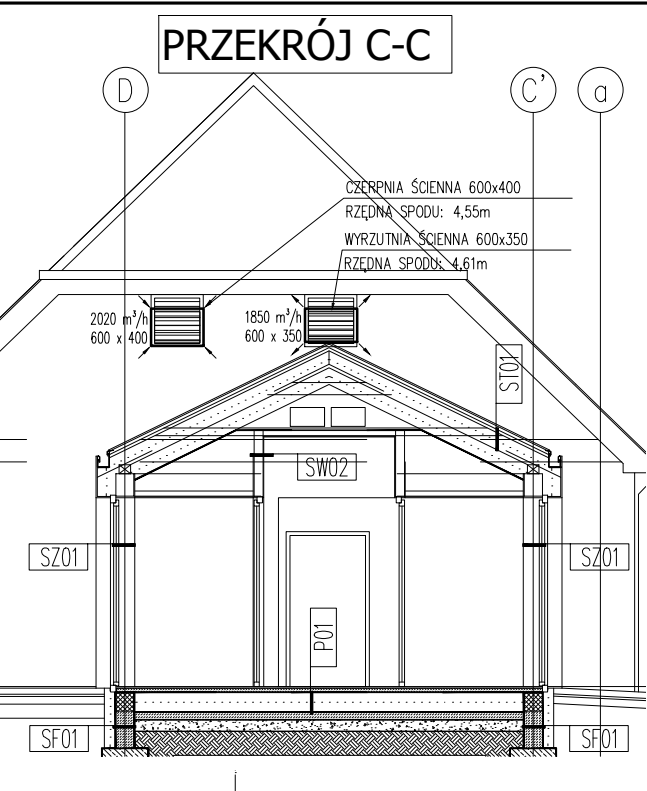 PRZEKRÓJ C-C
D
C'
a
CZERPNIA ŚCIENNA 600x400
RZĘDNA SPODU: 4,55m
WYRZUTNIA ŚCIENNA 600x350
RZĘDNA SPODU: 4,61m
2020 m³/h
600 x 400
1850 m³/h
600 x 350
ST01
SW02
SZ01
SZ01
P01
SF01
SF01